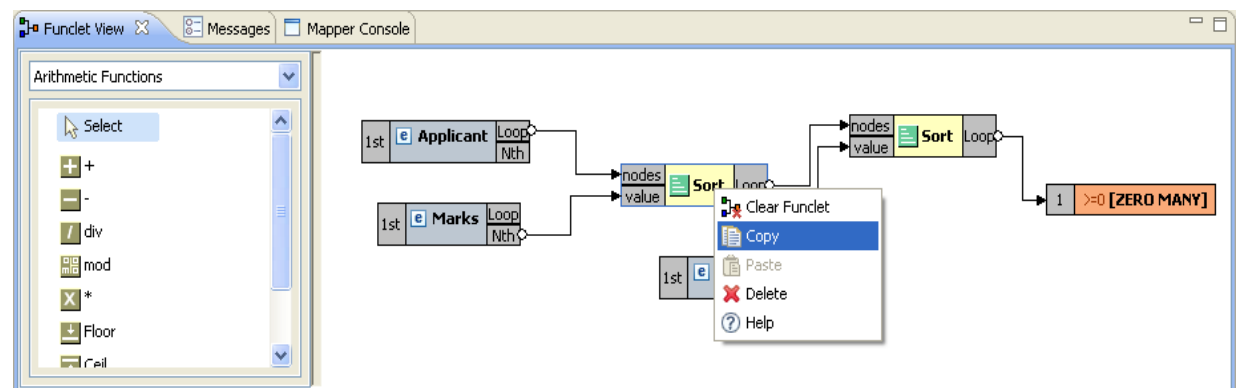 Funclet View Messages Mapper Console
Arithmetic Functions
Select
+
-
div
mod
*
Floor
Ceil
1st e Applicant Loop
Nth
1st e Marks Loop
Nth
nodes
value Sort Loop
nodes
value Sort Loop
1 >=0 [ZERO MANY]
1st e
Clear Funclet
Copy
Paste
Delete
Help